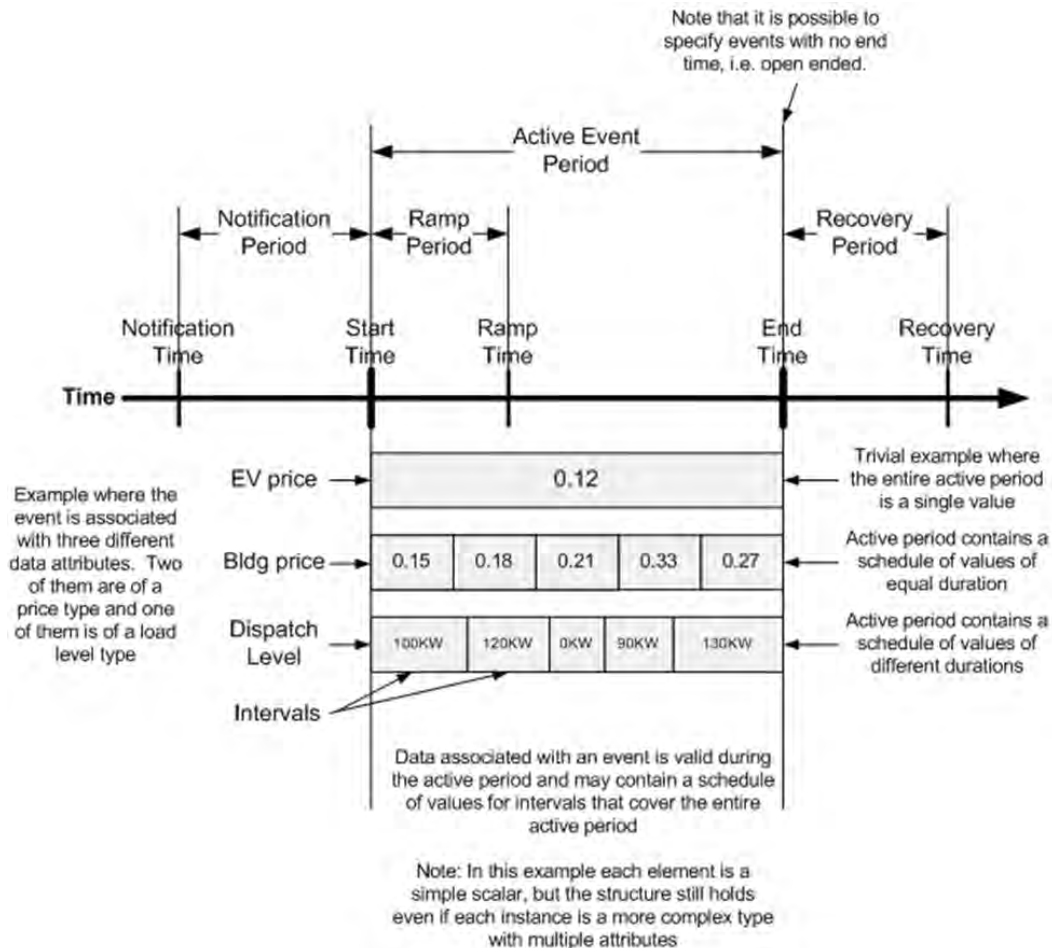 Note that it is possible to
specify events with no end
time, i.e. open ended.
Active Event
Period
Notification
Period
Ramp
Period
Recovery
Period
Notification
Time
Start
Time
Ramp
Time
End
Time
Recovery
Time
Time
EV price
0.12
Trivial example where
the entire active period
is a single value
Example where the
event is associated
with three different
data attributes. Two
of them are of a
price type and one
of them is of a load
level type
Bldg price
0.15 0.18 0.21 0.33 0.27
Active period contains a
schedule of values of
equal duration
Dispatch
Level
100KW 120KW 0KW 90KW 130KW
Active period contains a
schedule of values of
different durations
Intervals
Data associated with an event is valid during
the active period and may contain a schedule
of values for intervals that cover the entire
active period
Note: In this example each element is a
simple scalar, but the structure still holds
even if each instance is a more complex type
with multiple attributes